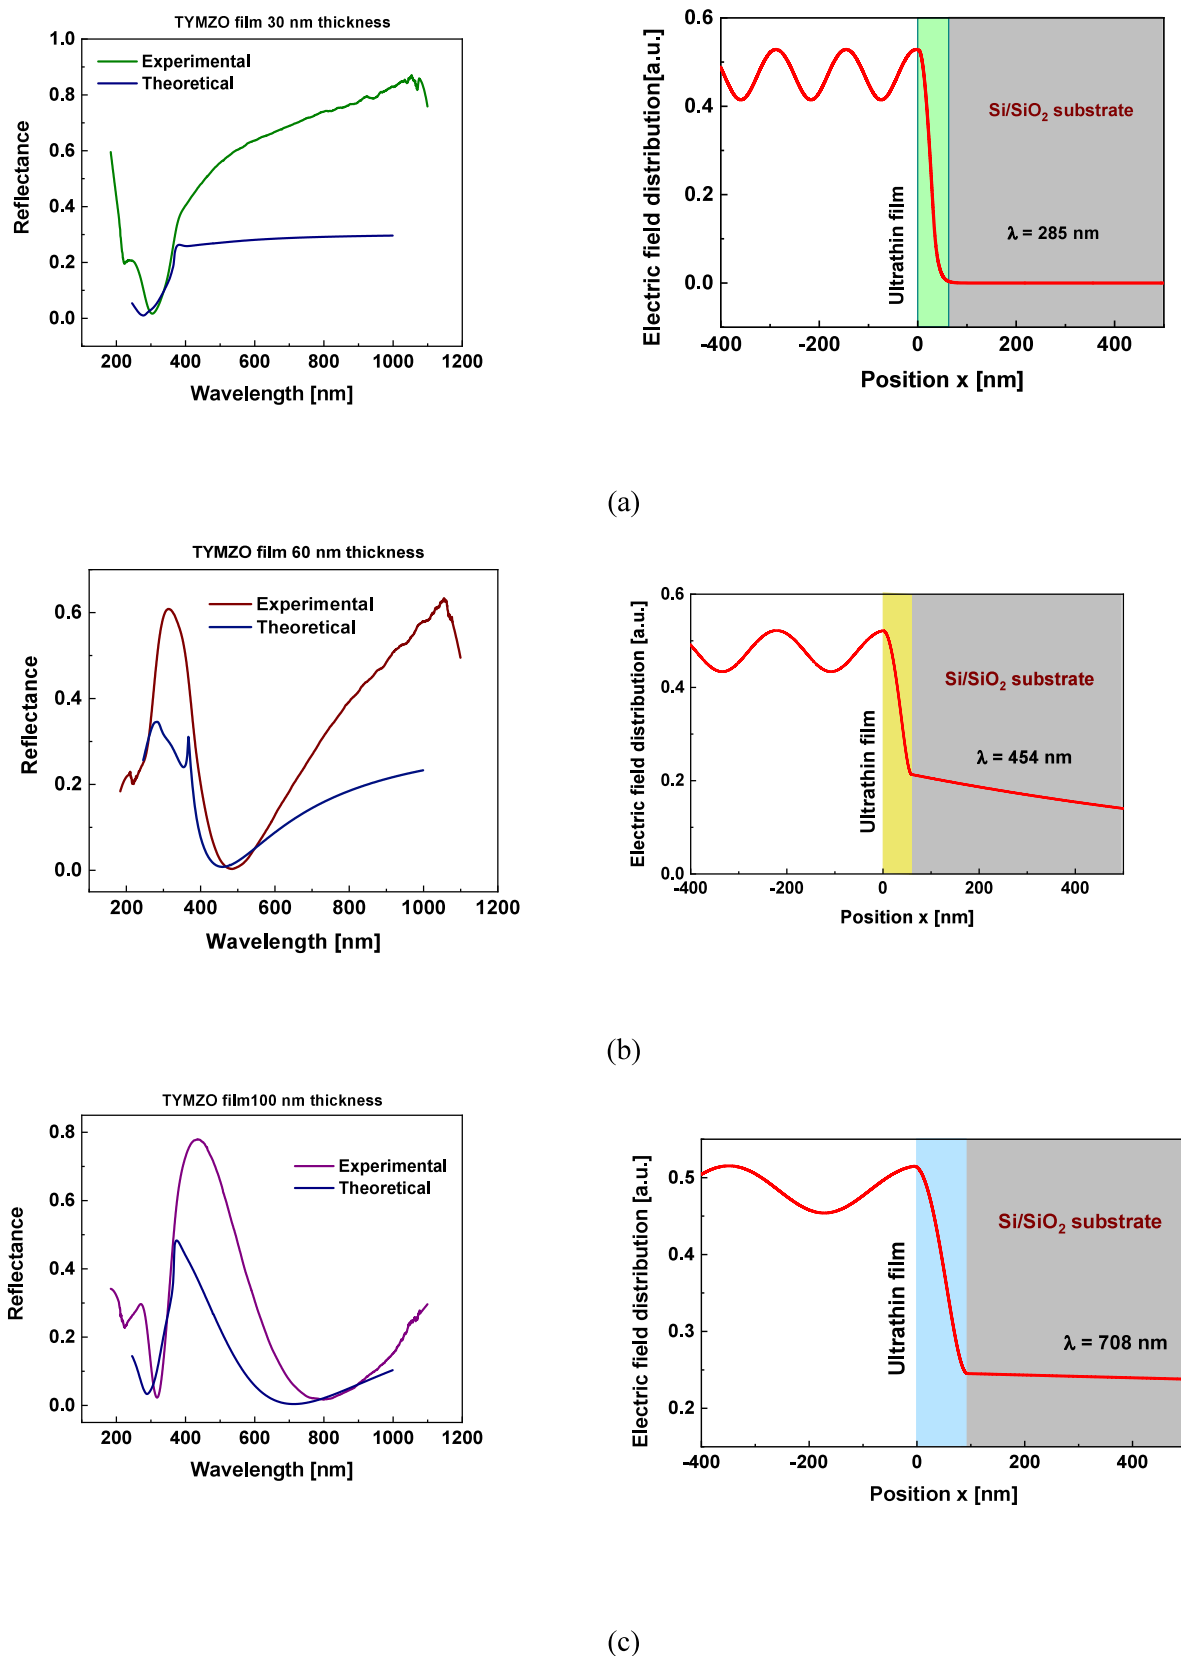 TYMZO film 30 nm thickness
Experimental
Theoretical
Reflectance
1.0
0.8
0.6
0.4
0.2
0.0
200 400 600 800 1000 1200
Wavelength [nm]
Electric field distribution[a.u.]
0.6
0.4
0.2
0.0
Ultrathin film
Si/SiO2 substrate
λ = 285 nm
-400 -200 0 200 400
Position x [nm]
(a)
TYMZO film 60 nm thickness
Experimental
Theoretical
Reflectance
0.6
0.4
0.2
0.0
200 400 600 800 1000 1200
Wavelength [nm]
Electric field distribution [a.u.]
0.6
0.4
0.2
0.0
Ultrathin film
Si/SiO2 substrate
λ = 454 nm
-400 -200 0 200 400
Position x [nm]
(b)
TYMZO film100 nm thickness
Experimental
Theoretical
Reflectance
0.8
0.6
0.4
0.2
0.0
200 400 600 800 1000 1200
Wavelength [nm]
Electric field distribution [a.u.]
0.5
0.4
0.3
0.2
Ultrathin film
Si/SiO2 substrate
λ = 708 nm
-400 -200 0 200 400
Position x [nm]
(c)